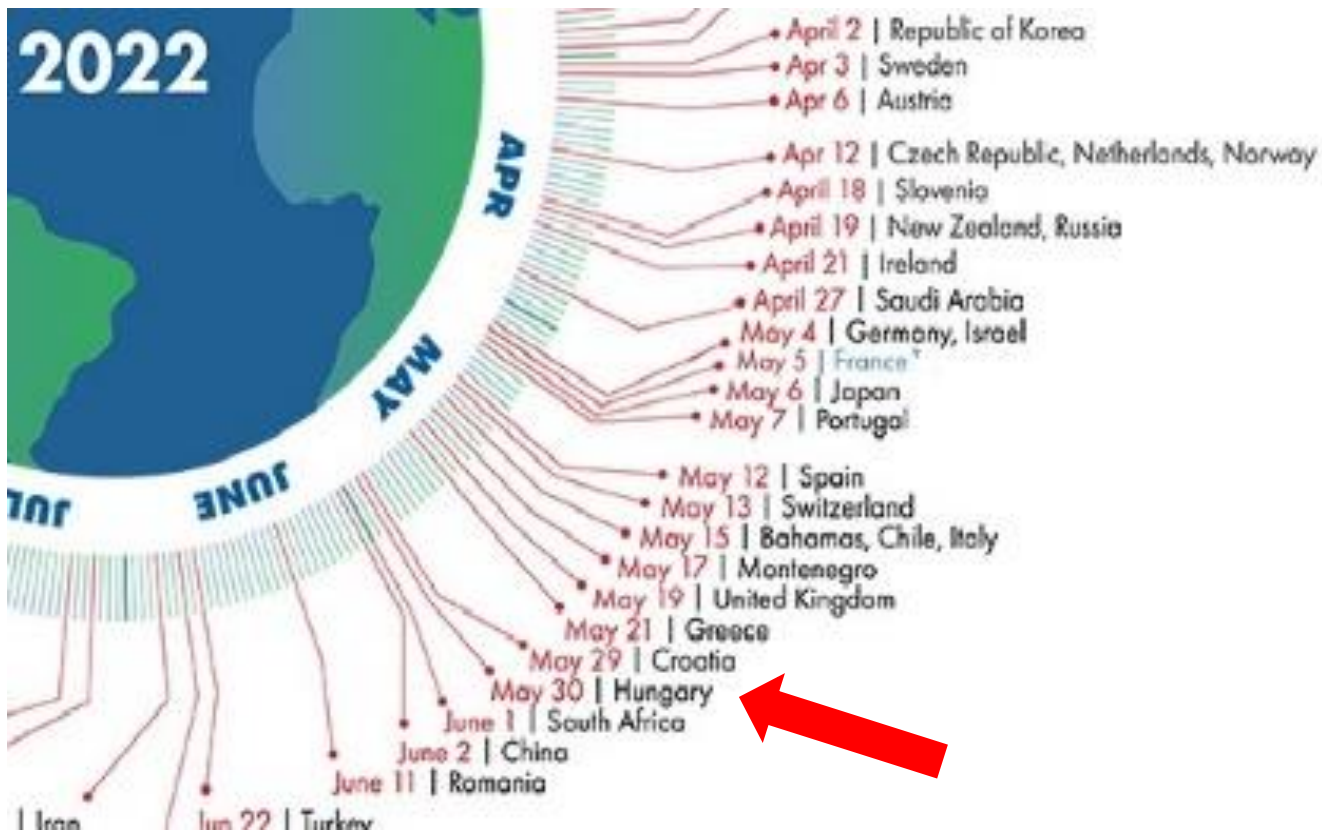 2022
April 2 | Republic of Korea
Apr 3 | Sweden
Apr 6 | Austria
APR
Apr 12 | Czech Republic, Netherlands, Norway
April 18 | Slovenia
April 19 | New Zealand, Russia
April 21 | Ireland
April 27 | Saudi Arabia
May 4 | Germany, Israel
May 5 | France*
MAY
May 6 | Japan
May 7 | Portugal
May 12 | Spain
May 13 | Switzerland
JUNE
JUL
May 15 | Bahamas, Chile, Italy
May 17 | Montenegro
May 19 | United Kingdom
May 21 | Greece
May 29 | Croatia
May 30 | Hungary
June 1 | South Africa
June 2 | China
June 11 | Romania
| Iran
Jun 22 | Turkey